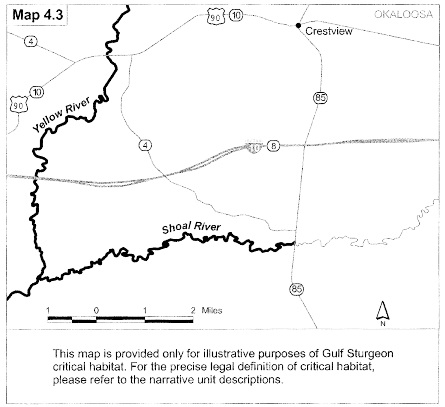 Map 4.3
OKALOOSA
90
10
Crestview
4
90
10
Yellow River
85
4
8
Shoal River
85
1 0 1 2 Miles
N
This map is provided only for illustrative purposes of Gulf Sturgeon
critical habitat. For the precise legal definition of critical habitat,
please refer to the narrative unit descriptions.